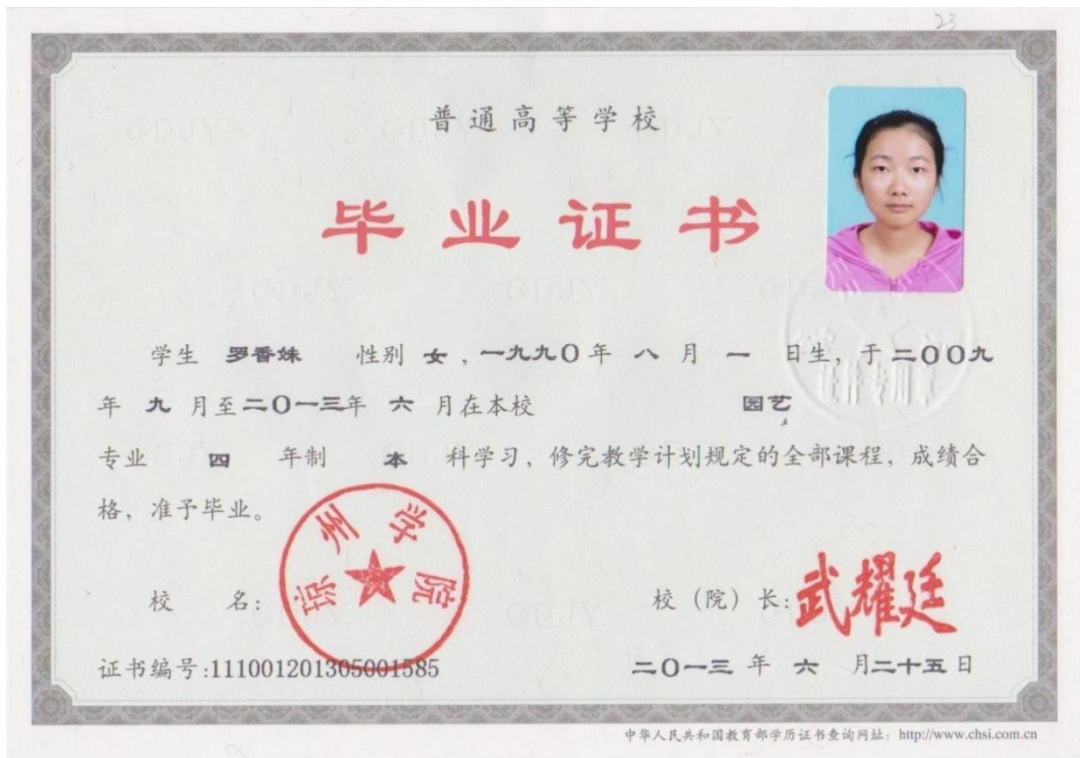 23
普通高等学校
毕业证书
学生 罗香妹 性别 女，一九九〇年 八 月 一 日生，于二〇〇九
年 九 月至二〇一三年 六 月在本校 园艺
专业 四 年制 本 科学习，修完教学计划规定的全部课程，成绩合
格，准予毕业。
琼州学院
校 名： 校（院）长：武耀廷
证书编号:111001201305001585 二〇一三 年 六 月二十五日
中华人民共和国教育部学历证书查询网址：http://www.chsi.com.cn